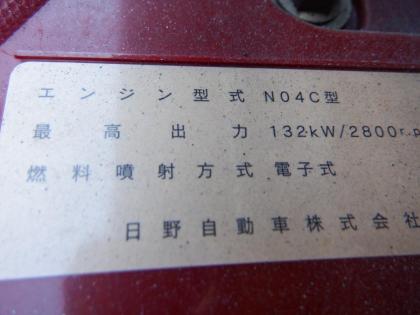 エンジン型式 N04C型
最高出力 132kW/2800r.p
燃料噴射方式 電子式
日野自動車株式会社